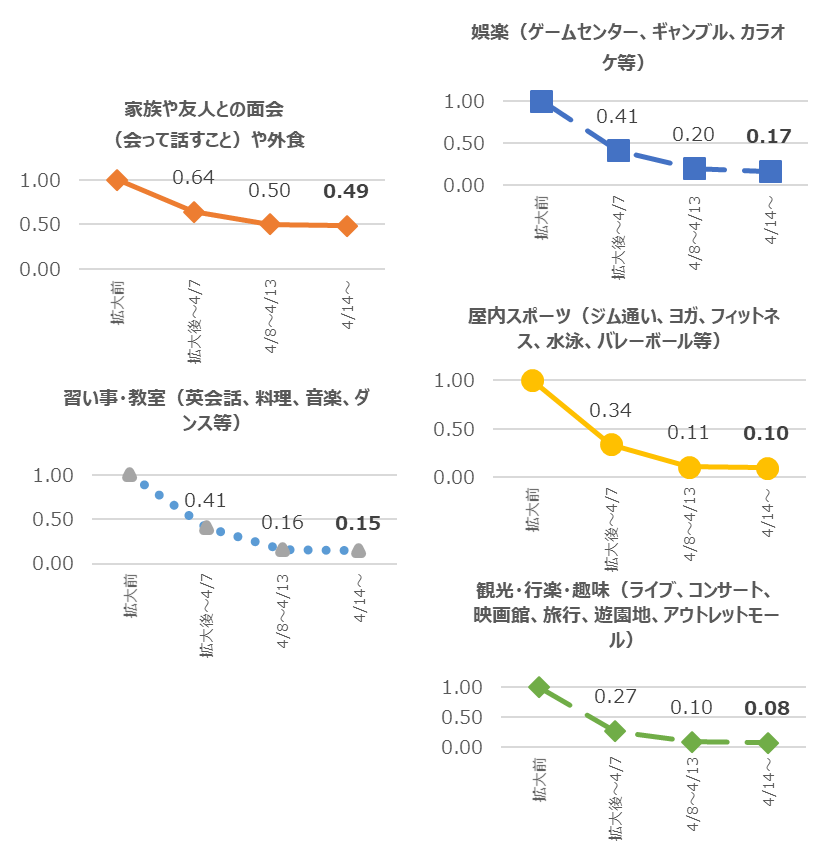 家族や友人との面会
（会って話すこと）や外食
1.00
0.50
0.00
0.64
0.50
0.49
拡大前
拡大後～4/7
4/8～4/13
4/14～
習い事・教室（英会話、料理、音楽、ダ
ンス等）
1.00
0.50
0.00
0.41
0.16
0.15
拡大前
拡大後～4/7
4/8～4/13
4/14～
娯楽（ゲームセンター、ギャンブル、カラオ
ケ等）
1.00
0.50
0.00
0.41
0.20
0.17
拡大前
拡大後～4/7
4/8～4/13
4/14～
屋内スポーツ（ジム通い、ヨガ、フィットネ
ス、水泳、バレーボール等）
1.00
0.50
0.00
0.34
0.11
0.10
拡大前
拡大後～4/7
4/8～4/13
4/14～
観光・行楽・趣味（ライブ、コンサート、
映画館、旅行、遊園地、アウトレットモー
ル）
1.00
0.50
0.00
0.27
0.10
0.08
拡大前
拡大後～4/7
4/8～4/13
4/14～